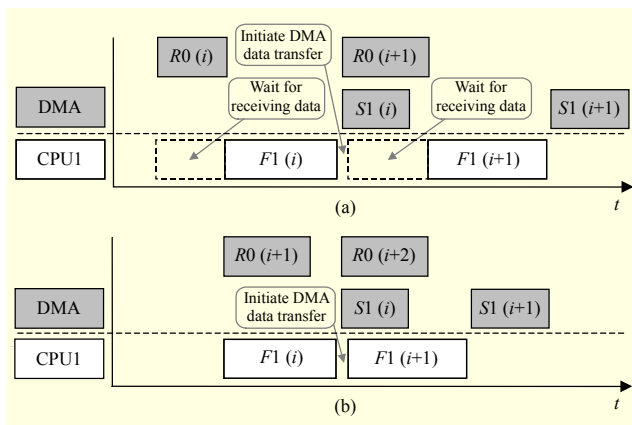 Initiate DMA
data transfer
R0 (i)
R0 (i+1)
Wait for
receiving data
Wait for
receiving data
DMA
S1 (i)
S1 (i+1)
CPU1
F1 (i)
F1 (i+1)
(a)
t
R0 (i+1)
R0 (i+2)
Initiate DMA
data transfer
DMA
S1 (i)
S1 (i+1)
CPU1
F1 (i)
F1 (i+1)
(b)
t